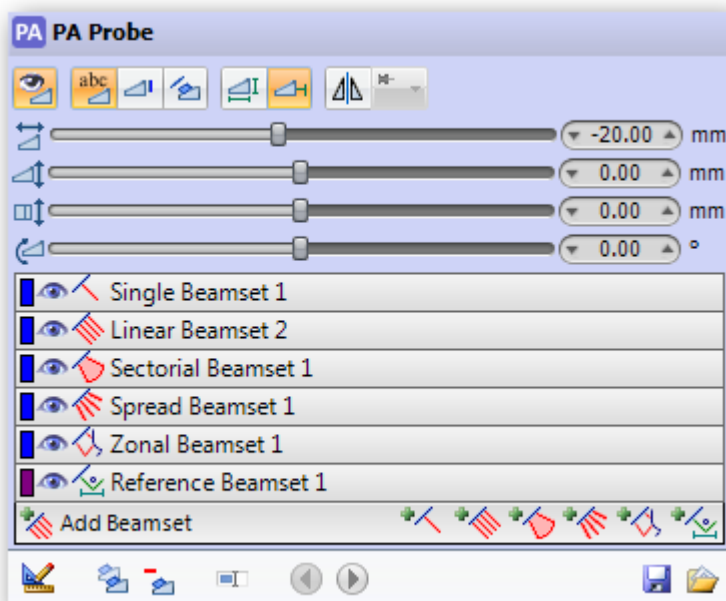 PA PA Probe
abc
-20.00 mm
0.00 mm
0.00 mm
0.00 °
Single Beamset 1
Linear Beamset 2
Sectorial Beamset 1
Spread Beamset 1
Zonal Beamset 1
Reference Beamset 1
Add Beamset